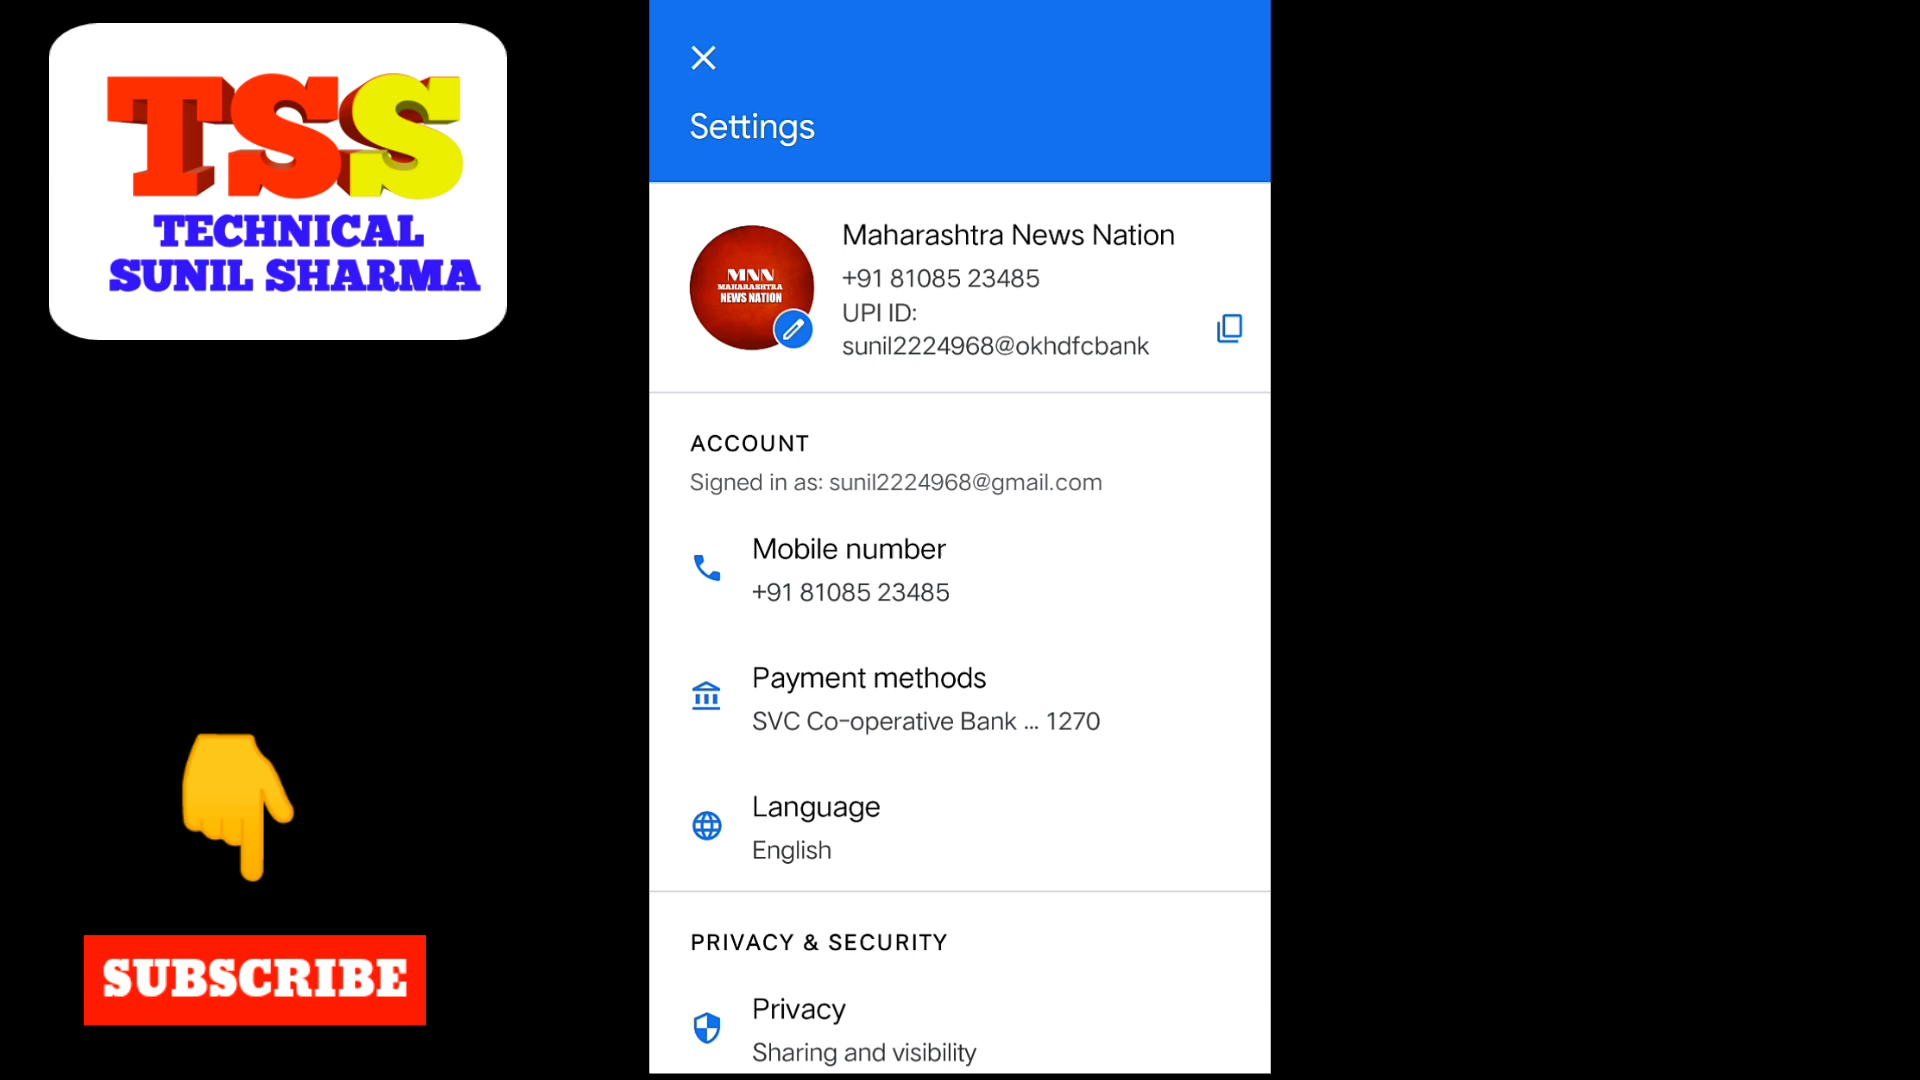 TSS
TECHNICAL
SUNIL SHARMA
SUBSCRIBE
Settings
MNN
MAHARASHTRA
NEWS NATION
Maharashtra News Nation
+91 81085 23485
UPI ID:
sunil2224968@okhdfcbank
ACCOUNT
Signed in as: sunil2224968@gmail.com
Mobile number
+91 81085 23485
Payment methods
SVC Co-operative Bank ... 1270
Language
English
PRIVACY & SECURITY
Privacy
Sharing and visibility